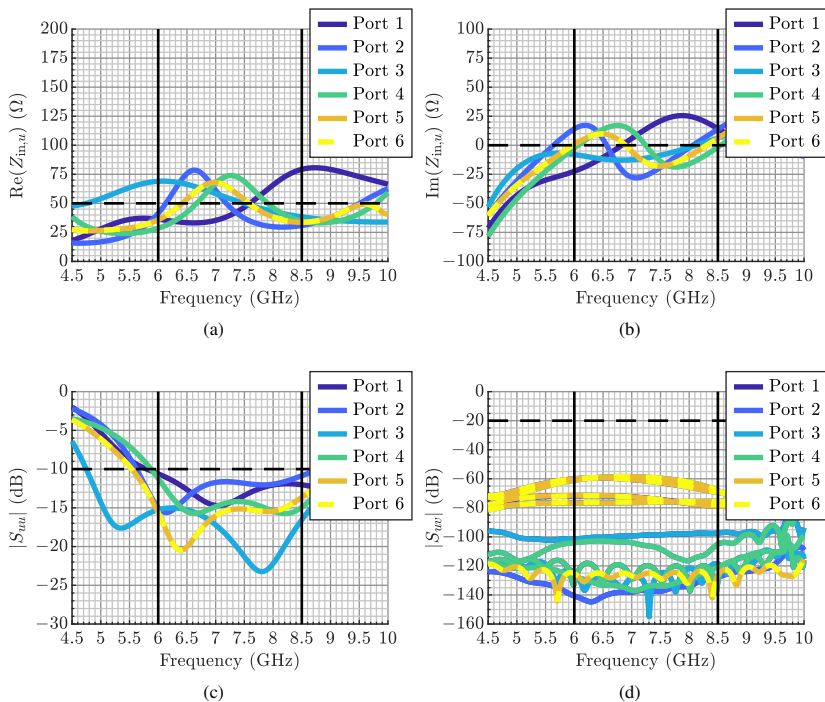 Re(Z_in,u) (Ω)
200
175
150
125
100
75
50
25
0
4.5 5 5.5 6 6.5 7 7.5 8 8.5 9 9.5 10
Frequency (GHz)
Port 1
Port 2
Port 3
Port 4
Port 5
Port 6
(a)
Im(Z_in,u) (Ω)
100
75
50
25
0
−25
−50
−75
−100
4.5 5 5.5 6 6.5 7 7.5 8 8.5 9 9.5 10
Frequency (GHz)
Port 1
Port 2
Port 3
Port 4
Port 5
Port 6
(b)
|S_uu| (dB)
0
−5
−10
−15
−20
−25
−30
4.5 5 5.5 6 6.5 7 7.5 8 8.5 9 9.5 10
Frequency (GHz)
Port 1
Port 2
Port 3
Port 4
Port 5
Port 6
(c)
|S_uv| (dB)
0
−20
−40
−60
−80
−100
−120
−140
−160
4.5 5 5.5 6 6.5 7 7.5 8 8.5 9 9.5 10
Frequency (GHz)
Port 1
Port 2
Port 3
Port 4
Port 5
Port 6
(d)